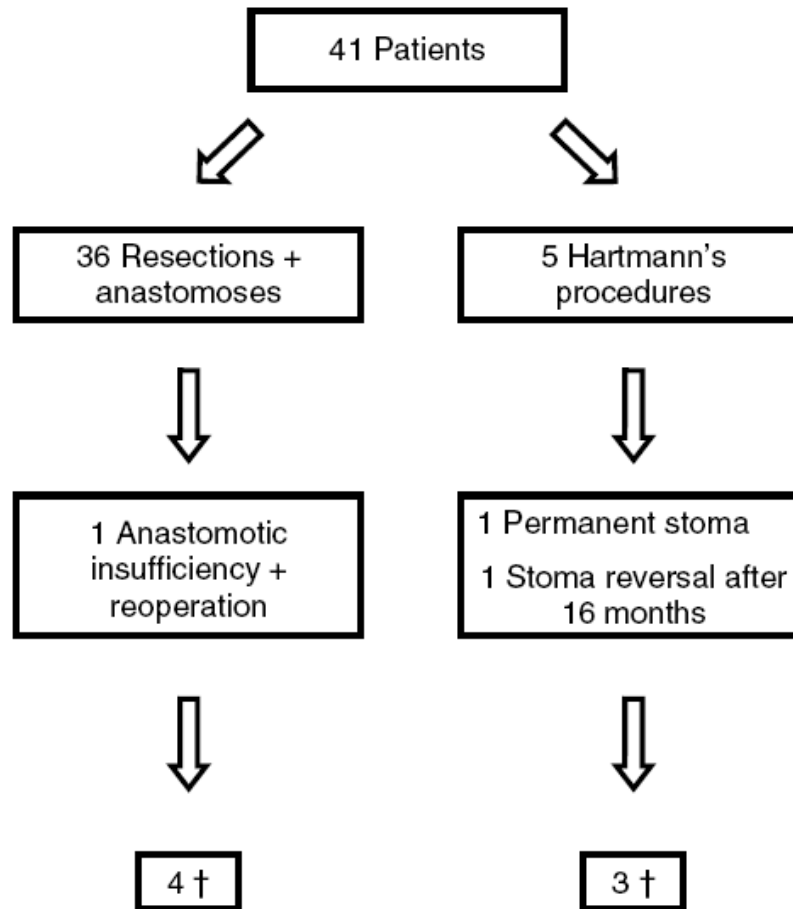 41 Patients
36 Resections +
anastomoses
5 Hartmann's
procedures
1 Anastomotic
insufficiency +
reoperation
1 Permanent stoma
1 Stoma reversal after
16 months
4 †
3 †